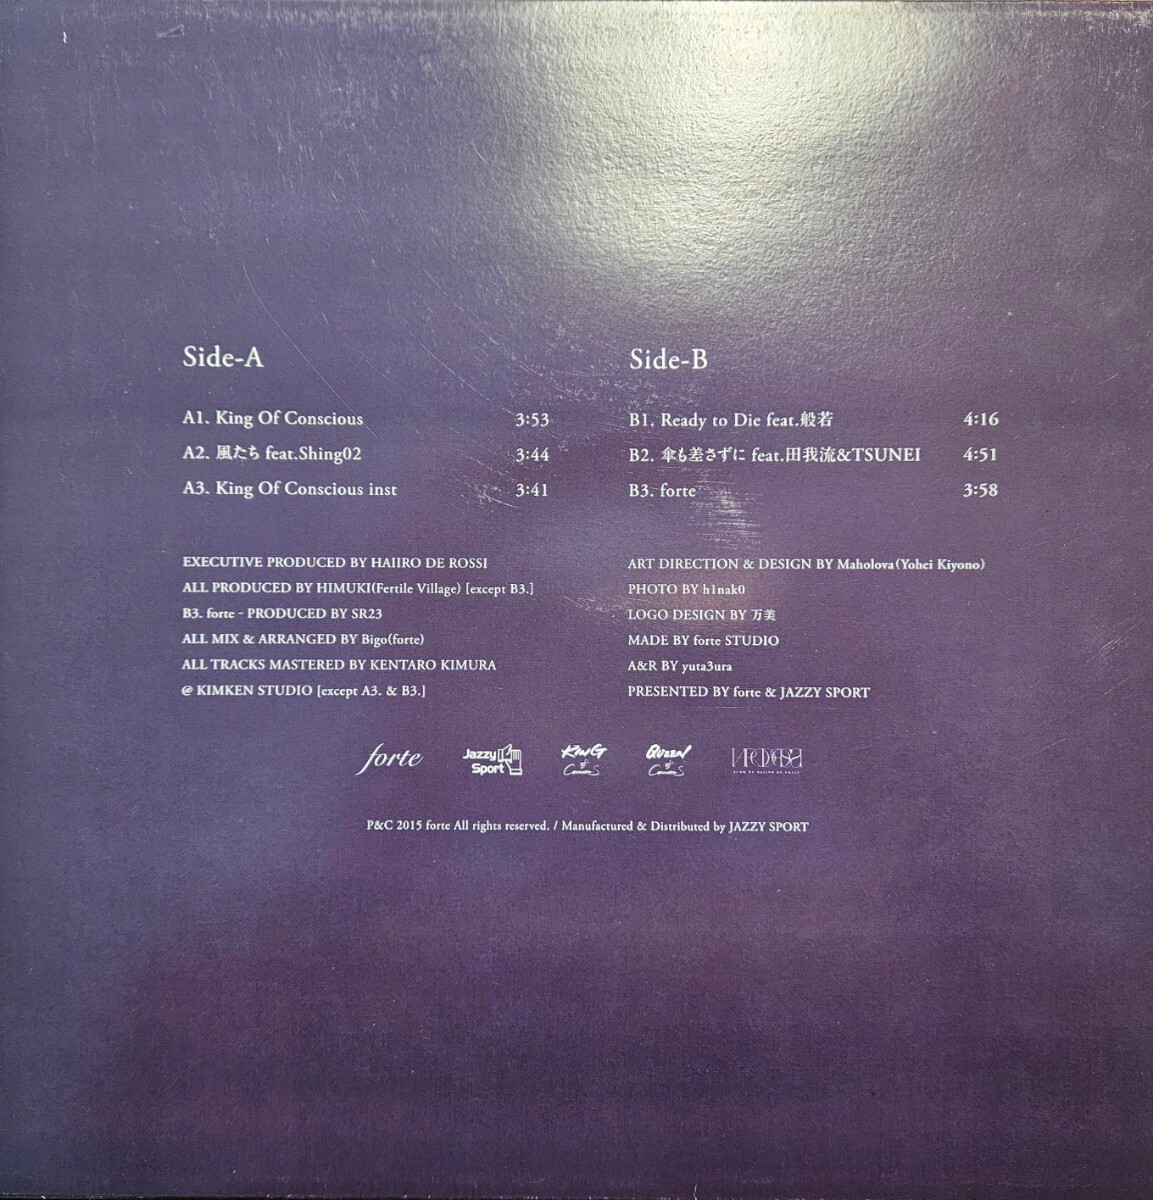 Side-A
A1. King Of Conscious 3:53
A2. 風たち feat.Shing02 3:44
A3. King Of Conscious inst 3:41
EXECUTIVE PRODUCED BY HAIIRO DE ROSSI
ALL PRODUCED BY HIMUKI(Fertile Village) [except B3.]
B3. forte - PRODUCED BY SR23
ALL MIX & ARRANGED BY Bigo(forte)
ALL TRACKS MASTERED BY KENTARO KIMURA
@ KIMKEN STUDIO [except A3. & B3.]
Side-B
B1. Ready to Die feat.般若 4:16
B2. 傘も差さずに feat.田我流&TSUNEI 4:51
B3. forte 3:58
ART DIRECTION & DESIGN BY Maholova(Yohei Kiyono)
PHOTO BY h1nak0
LOGO DESIGN BY 万美
MADE BY forte STUDIO
A&R BY yuta3ura
PRESENTED BY forte & JAZZY SPORT
forte
Jazzy
Sport
KING
of
QUEEN
of
P&C 2015 forte All rights reserved. / Manufactured & Distributed by JAZZY SPORT